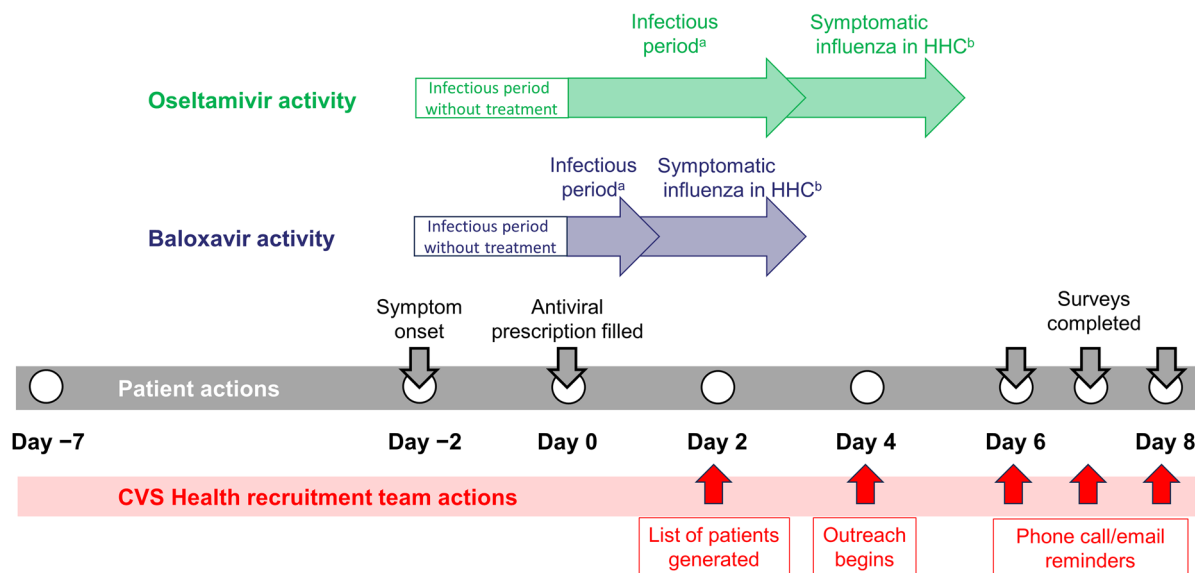 Infectious
period^a
Symptomatic
influenza in HHC^b
Oseltamivir activity
Infectious period
without treatment
Infectious
period^a
Symptomatic
influenza in HHC^b
Baloxavir activity
Infectious period
without treatment
Symptom
onset
Antiviral
prescription filled
Surveys
completed
Patient actions
Day −7
Day −2
Day 0
Day 2
Day 4
Day 6
Day 8
CVS Health recruitment team actions
List of patients
generated
Outreach
begins
Phone call/email
reminders